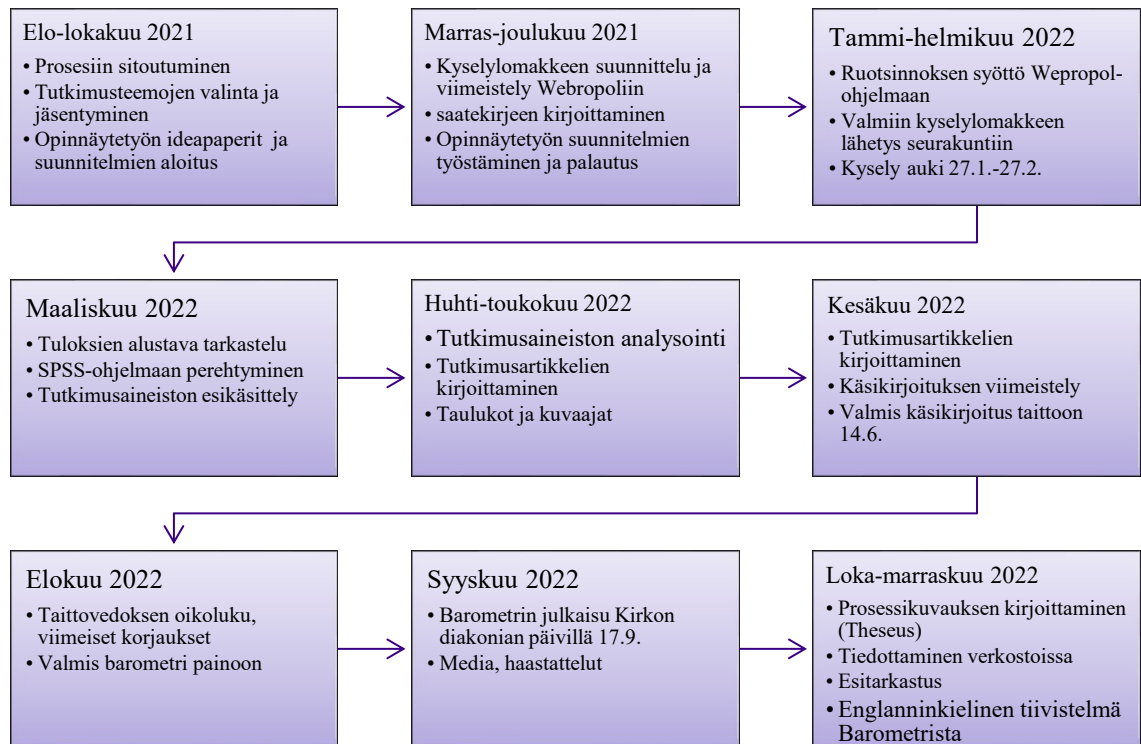 Elo-lokakuu 2021
• Prosesiin sitoutuminen
• Tutkimusteemojen valinta ja
jäsentyminen
• Opinnäytetyön ideapaperit ja
suunnitelmien aloitus
Marras-joulukuu 2021
• Kyselylomakkeen suunnittelu ja
viimeistely Webropoliin
• saatekirjeen kirjoittaminen
• Opinnäytetyön suunnitelmien
työstäminen ja palautus
Tammi-helmikuu 2022
• Ruotsinnoksen syöttö Wepropol-
ohjelmaan
• Valmiin kyselylomakkeen
lähetys seurakuntiin
• Kysely auki 27.1.-27.2.
Maaliskuu 2022
• Tuloksien alustava tarkastelu
• SPSS-ohjelmaan perehtyminen
• Tutkimusaineiston esikäsittely
Huhti-toukokuu 2022
• Tutkimusaineiston analysointi
• Tutkimusartikkelien
kirjoittaminen
• Taulukot ja kuvaajat
Kesäkuu 2022
• Tutkimusartikkelien
kirjoittaminen
• Käsikirjoituksen viimeistely
• Valmis käsikirjoitus taittoon
14.6.
Elokuu 2022
• Taittovedoksen oikoluku,
viimeiset korjaukset
• Valmis barometri painoon
Syyskuu 2022
• Barometrin julkaisu Kirkon
diakonian päivillä 17.9.
• Media, haastattelut
Loka-marraskuu 2022
• Prosessikuvauksen kirjoittaminen
(Theseus)
• Tiedottaminen verkostoissa
• Esitarkastus
• Englanninkielinen tiivistelmä
Barometrista